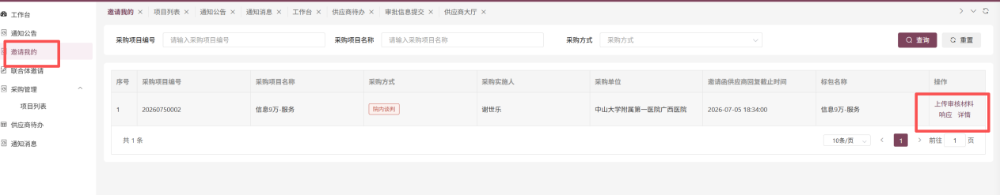 工作台
邀请我的 × 项目列表 × 通知公告 × 通知消息 × 工作台 × 供应商待办 × 审批信息提交 × 供应商大厅 ×
通知公告
邀请我的
联合体邀请
采购管理
项目列表
供应商待办
通知消息
采购项目编号 请输入采购项目编号 采购项目名称 请输入采购项目名称 采购方式 采购方式 查询 重置
序号 采购项目编号 采购项目名称 采购方式 采购实施人 采购单位 邀请函供应商回复截止时间 标包名称 操作
1 20260750002 信息9万-服务 院内谈判 谢世乐 中山大学附属第一医院广西医院 2026-07-05 18:34:00 信息9万-服务 上传审核材料
响应 详情
共 1 条 10条/页 1 前往 1 页